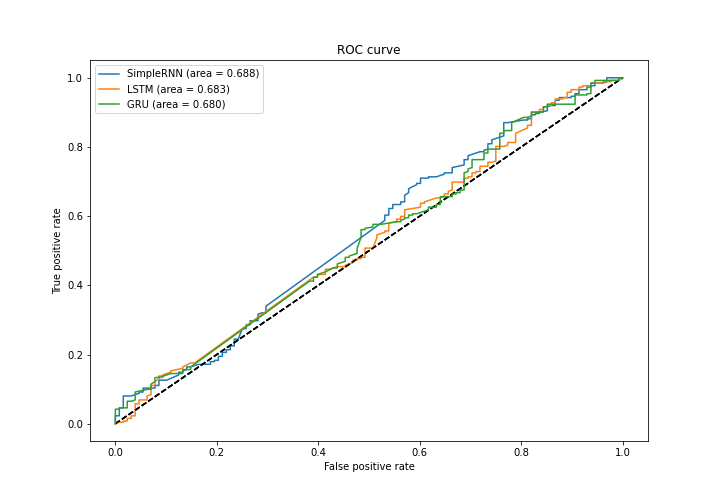 ROC curve
SimpleRNN (area = 0.688)
LSTM (area = 0.683)
GRU (area = 0.680)
True positive rate
1.0
0.8
0.6
0.4
0.2
0.0
0.0 0.2 0.4 0.6 0.8 1.0
False positive rate